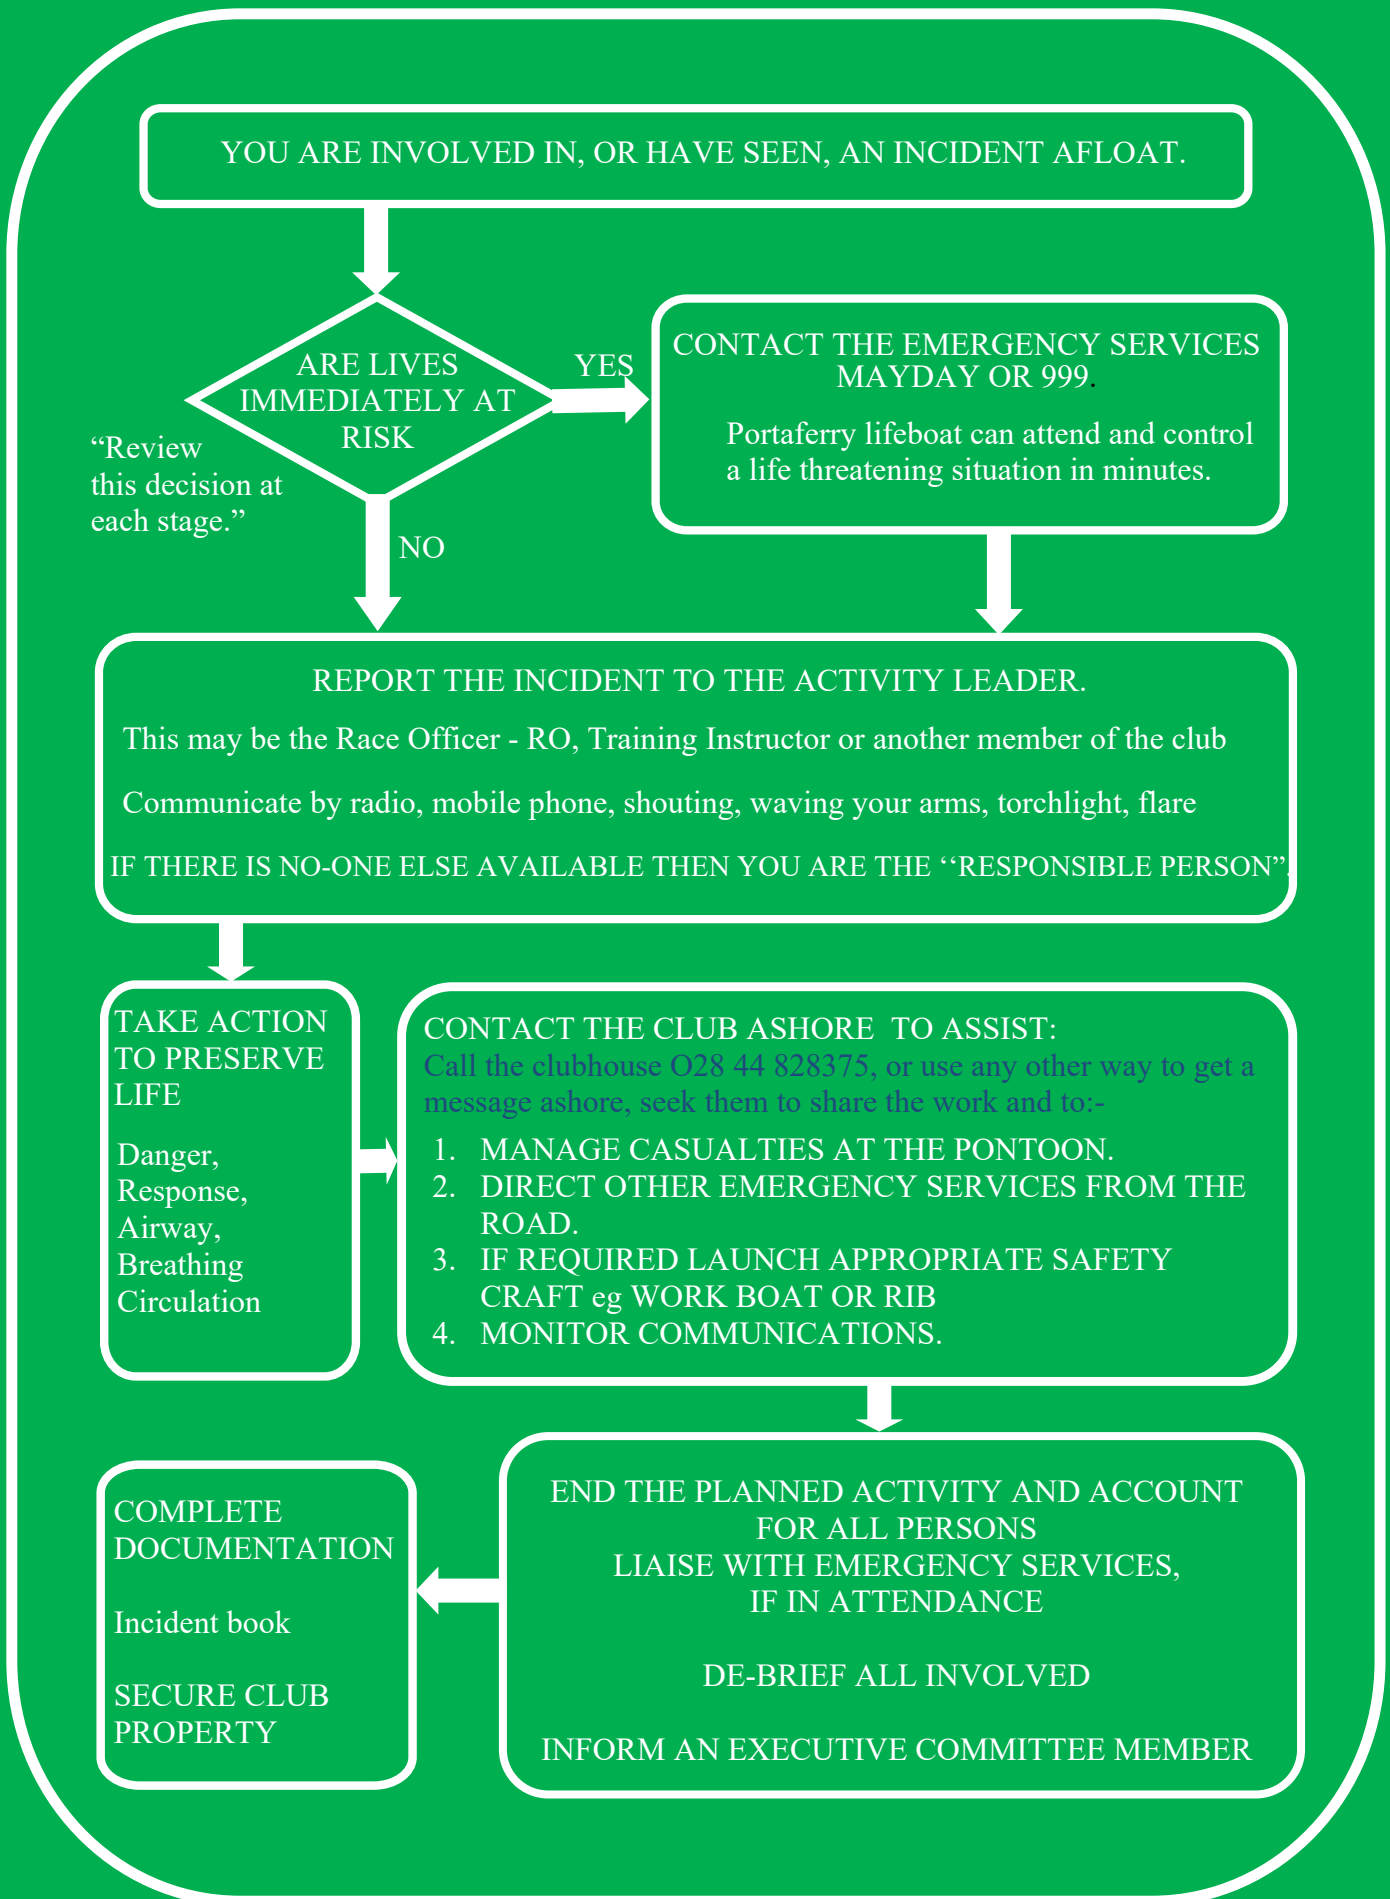 YOU ARE INVOLVED IN, OR HAVE SEEN, AN INCIDENT AFLOAT.
ARE LIVES
IMMEDIATELY AT
RISK
YES
CONTACT THE EMERGENCY SERVICES
MAYDAY OR 999.
Portaferry lifeboat can attend and control
a life threatening situation in minutes.
“Review
this decision at
each stage.”
NO
REPORT THE INCIDENT TO THE ACTIVITY LEADER.
This may be the Race Officer - RO, Training Instructor or another member of the club
Communicate by radio, mobile phone, shouting, waving your arms, torchlight, flare
IF THERE IS NO-ONE ELSE AVAILABLE THEN YOU ARE THE ‘‘RESPONSIBLE PERSON”.
TAKE ACTION
TO PRESERVE
LIFE
Danger,
Response,
Airway,
Breathing
Circulation
CONTACT THE CLUB ASHORE TO ASSIST:
Call the clubhouse O28 44 828375, or use any other way to get a
message ashore, seek them to share the work and to:-
1. MANAGE CASUALTIES AT THE PONTOON.
2. DIRECT OTHER EMERGENCY SERVICES FROM THE
ROAD.
3. IF REQUIRED LAUNCH APPROPRIATE SAFETY
CRAFT eg WORK BOAT OR RIB
4. MONITOR COMMUNICATIONS.
END THE PLANNED ACTIVITY AND ACCOUNT
FOR ALL PERSONS
LIAISE WITH EMERGENCY SERVICES,
IF IN ATTENDANCE
DE-BRIEF ALL INVOLVED
INFORM AN EXECUTIVE COMMITTEE MEMBER
COMPLETE
DOCUMENTATION
Incident book
SECURE CLUB
PROPERTY